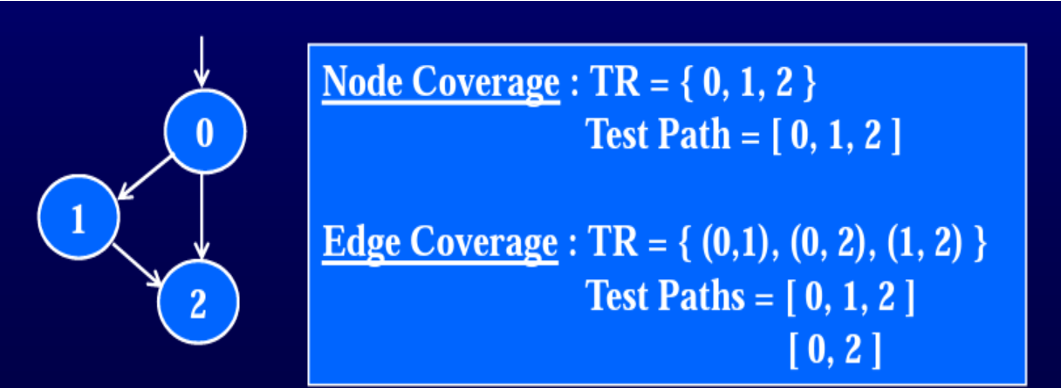 0
1
2
Node Coverage : TR = { 0, 1, 2 }
Test Path = [ 0, 1, 2 ]
Edge Coverage : TR = { (0,1), (0, 2), (1, 2) }
Test Paths = [ 0, 1, 2 ]
[ 0, 2 ]